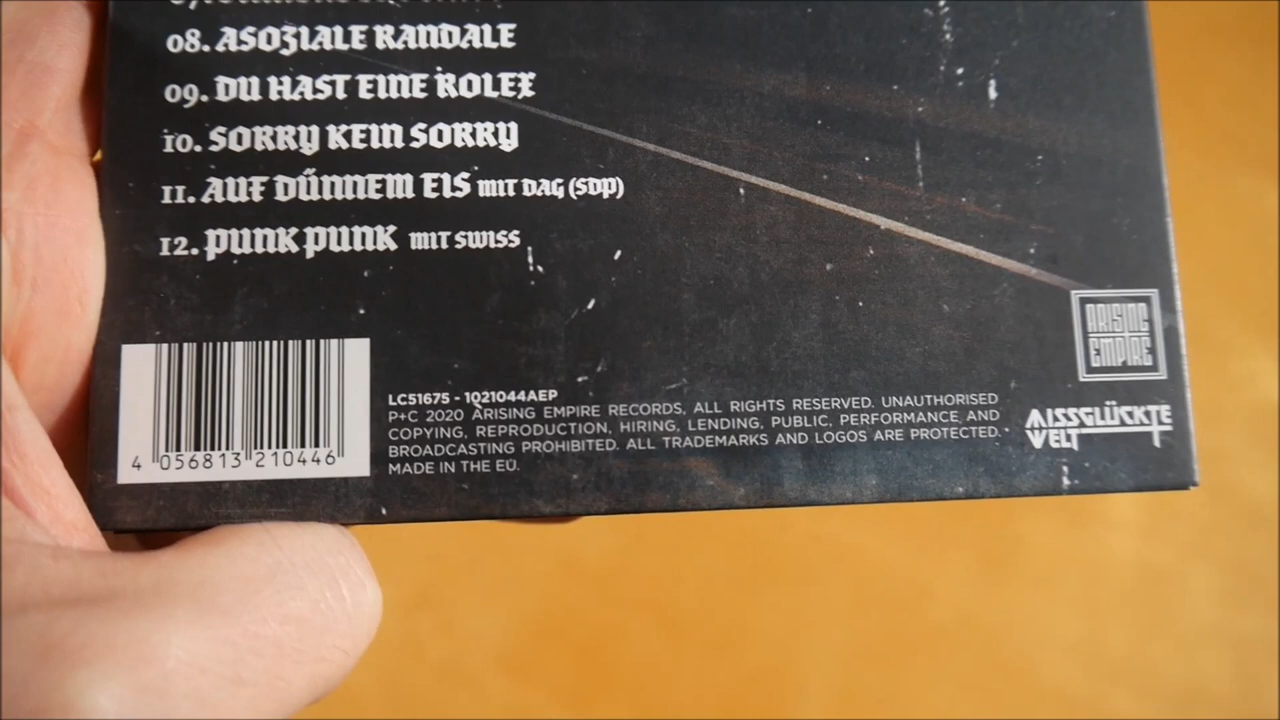 08. ASOZIALE RANDALE
09. DU HAST EINE ROLEX
10. SORRY KEIN SORRY
11. AUF DÜNNEM EIS MIT DAG (SDP)
12. PUNK PUNK MIT SWISS
ARISING
EMPIRE
LC51675 - 1021044AEP
P+C 2020 ARISING EMPIRE RECORDS, ALL RIGHTS RESERVED. UNAUTHORISED
COPYING, REPRODUCTION, HIRING, LENDING, PUBLIC, PERFORMANCE AND
BROADCASTING PROHIBITED. ALL TRADEMARKS AND LOGOS ARE PROTECTED.
MADE IN THE EU.
MISSGLÜCKTE
WELT
4 056813 210446